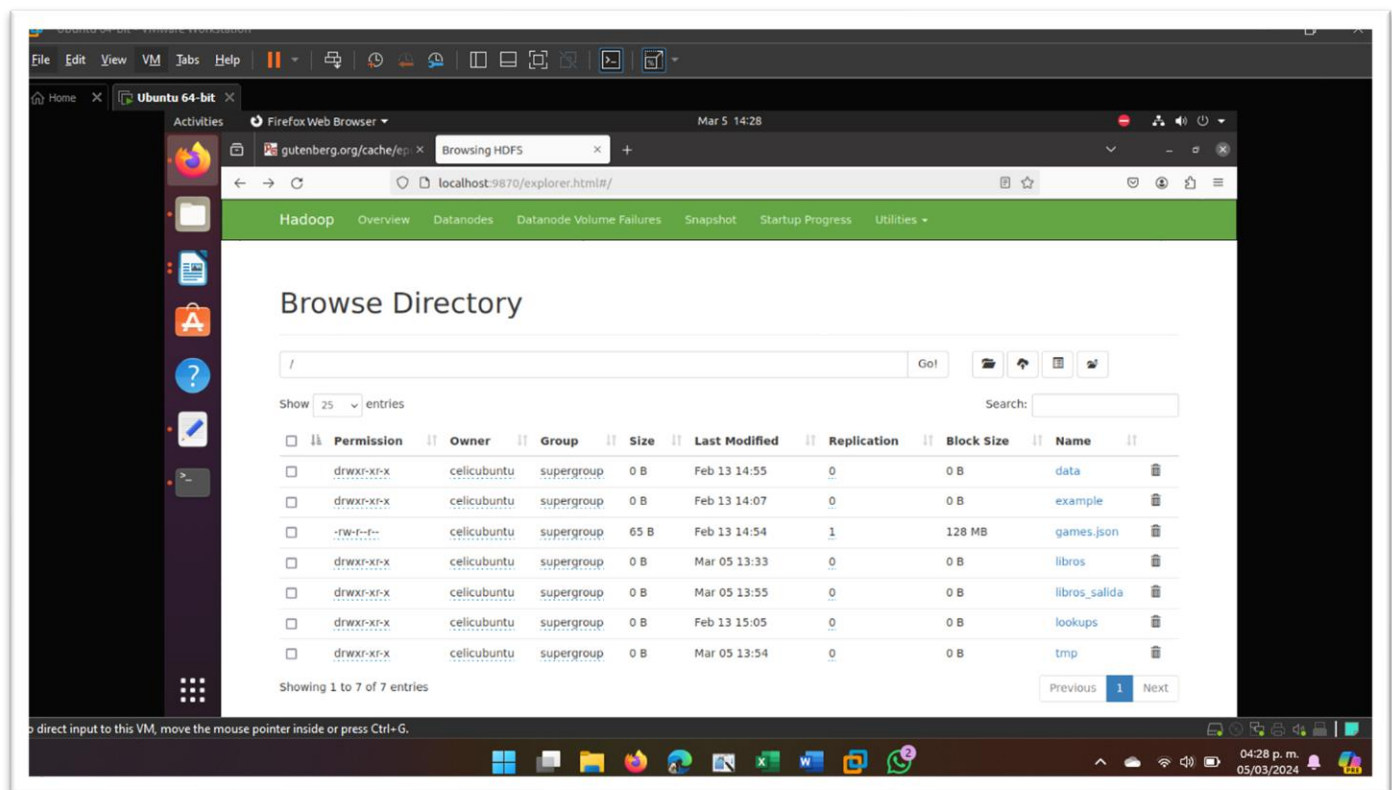 Ubuntu 64-bit - VMware Workstation
File Edit View VM Tabs Help
Home Ubuntu 64-bit
Activities Firefox Web Browser Mar 5 14:28
gutenberg.org/cache/ep Browsing HDFS
localhost:9870/explorer.html#/
Hadoop Overview Datanodes Datanode Volume Failures Snapshot Startup Progress Utilities
Browse Directory
/ Go!
Show 25 entries Search:
Permission Owner Group Size Last Modified Replication Block Size Name
drwxr-xr-x celicubuntu supergroup 0 B Feb 13 14:55 0 0 B data
drwxr-xr-x celicubuntu supergroup 0 B Feb 13 14:07 0 0 B example
-rw-r--r-- celicubuntu supergroup 65 B Feb 13 14:54 1 128 MB games.json
drwxr-xr-x celicubuntu supergroup 0 B Mar 05 13:33 0 0 B libros
drwxr-xr-x celicubuntu supergroup 0 B Mar 05 13:55 0 0 B libros_salida
drwxr-xr-x celicubuntu supergroup 0 B Feb 13 15:05 0 0 B lookups
drwxr-xr-x celicubuntu supergroup 0 B Mar 05 13:54 0 0 B tmp
Showing 1 to 7 of 7 entries Previous 1 Next
o direct input to this VM, move the mouse pointer inside or press Ctrl+G.
2
04:28 p. m.
05/03/2024
PRE